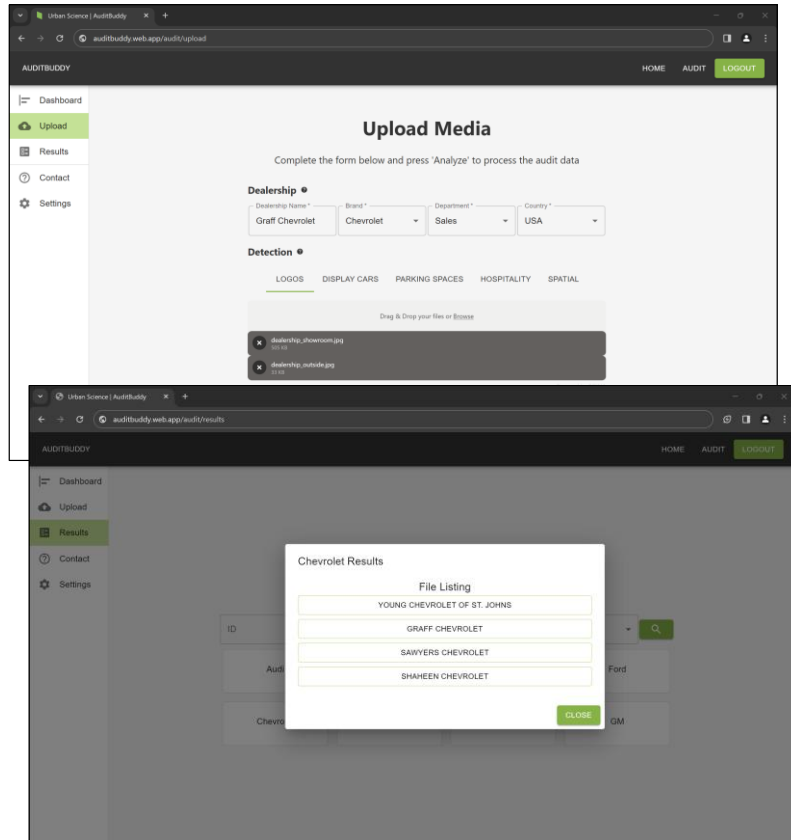 Urban Science | AuditBuddy
auditbuddy.web.app/audit/upload
AUDITBUDDY
HOME AUDIT LOGOUT
Dashboard
Upload
Results
Contact
Settings
Upload Media
Complete the form below and press 'Analyze' to process the audit data
Dealership
Dealership Name * Brand * Department * Country *
Graff Chevrolet Chevrolet Sales USA
Detection
LOGOS DISPLAY CARS PARKING SPACES HOSPITALITY SPATIAL
Drag & Drop your files or Browse
dealership_showroom.jpg
dealership_outside.jpg
Urban Science | AuditBuddy
auditbuddy.web.app/audit/results
AUDITBUDDY
HOME AUDIT LOGOUT
Dashboard
Upload
Results
Contact
Settings
Chevrolet Results
File Listing
YOUNG CHEVROLET OF ST. JOHNS
GRAFF CHEVROLET
SAWYERS CHEVROLET
SHAHEEN CHEVROLET
CLOSE
ID
Audi Ford
Chevro GM